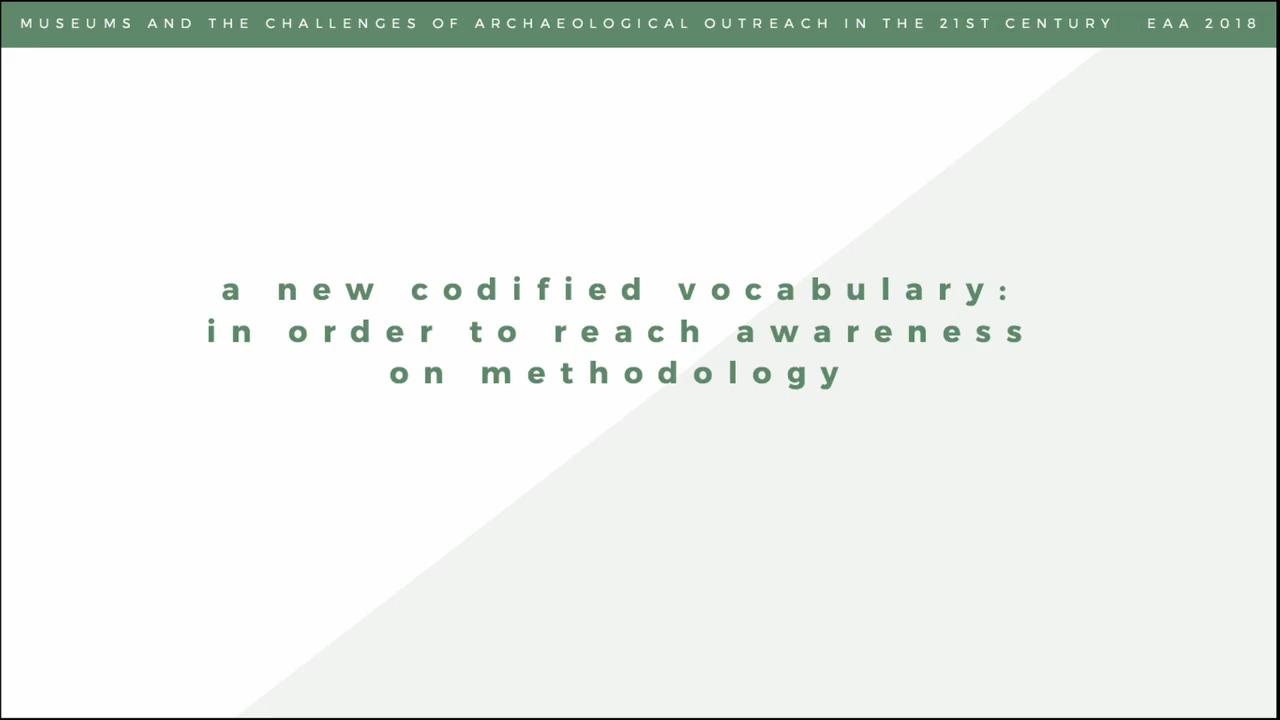 MUSEUMS AND THE CHALLENGES OF ARCHAEOLOGICAL OUTREACH IN THE 21ST CENTURY EAA 2018
a new codified vocabulary:
in order to reach awareness
on methodology